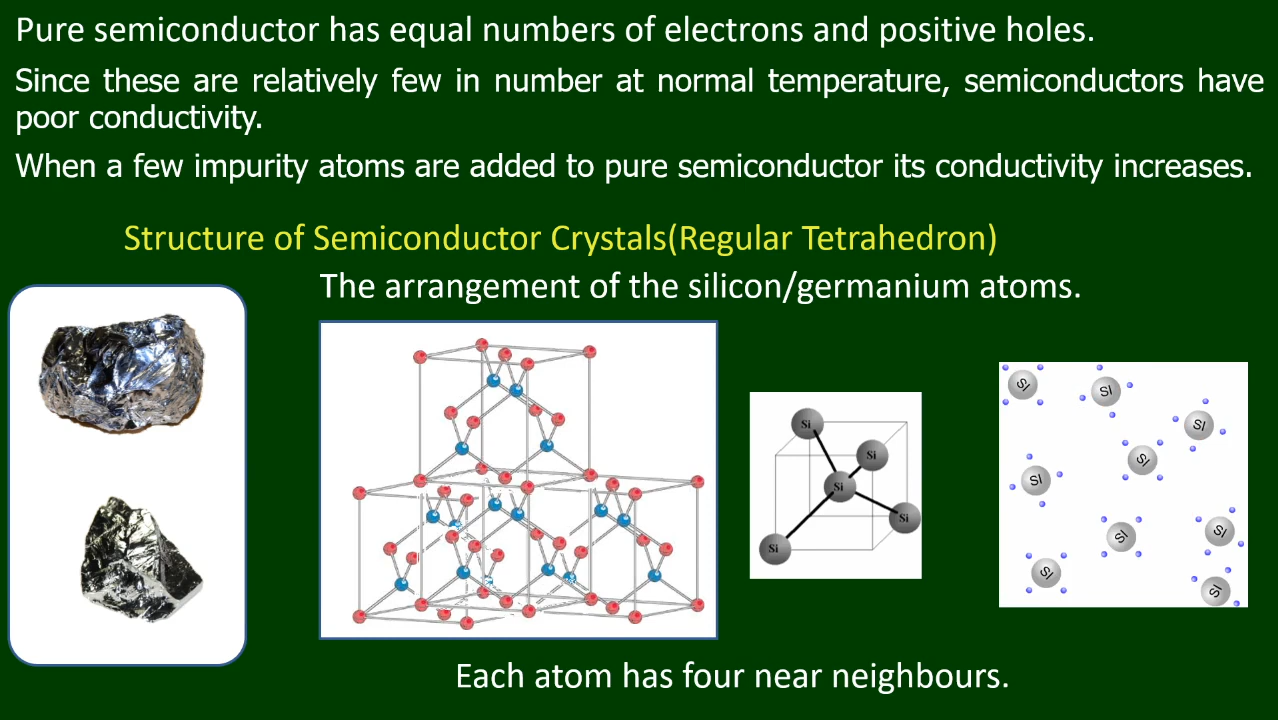 Pure semiconductor has equal numbers of electrons and positive holes.
Since these are relatively few in number at normal temperature, semiconductors have
poor conductivity.
When a few impurity atoms are added to pure semiconductor its conductivity increases.
Structure of Semiconductor Crystals(Regular Tetrahedron)
The arrangement of the silicon/germanium atoms.
Si
Si
Si
Si
Si
SI
SI
SI
SI
SI
SI
SI
SI
SI
Each atom has four near neighbours.